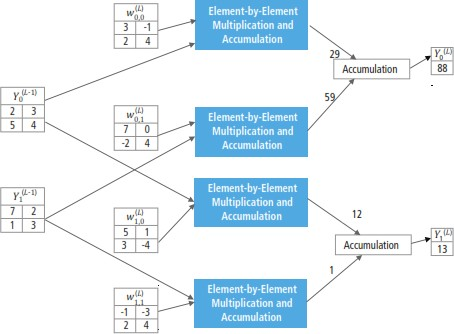 w0,0(L)
3 -1
2 4
Element-by-Element
Multiplication and
Accumulation
29
Accumulation
Y0(L)
88
Y0(L-1)
2 3
5 4
59
w0,1(L)
7 0
-2 4
Element-by-Element
Multiplication and
Accumulation
Y1(L-1)
7 2
1 3
Element-by-Element
Multiplication and
Accumulation
w1,0(L)
5 1
3 -4
12
Accumulation
Y1(L)
13
1
w1,1(L)
-1 -3
2 4
Element-by-Element
Multiplication and
Accumulation